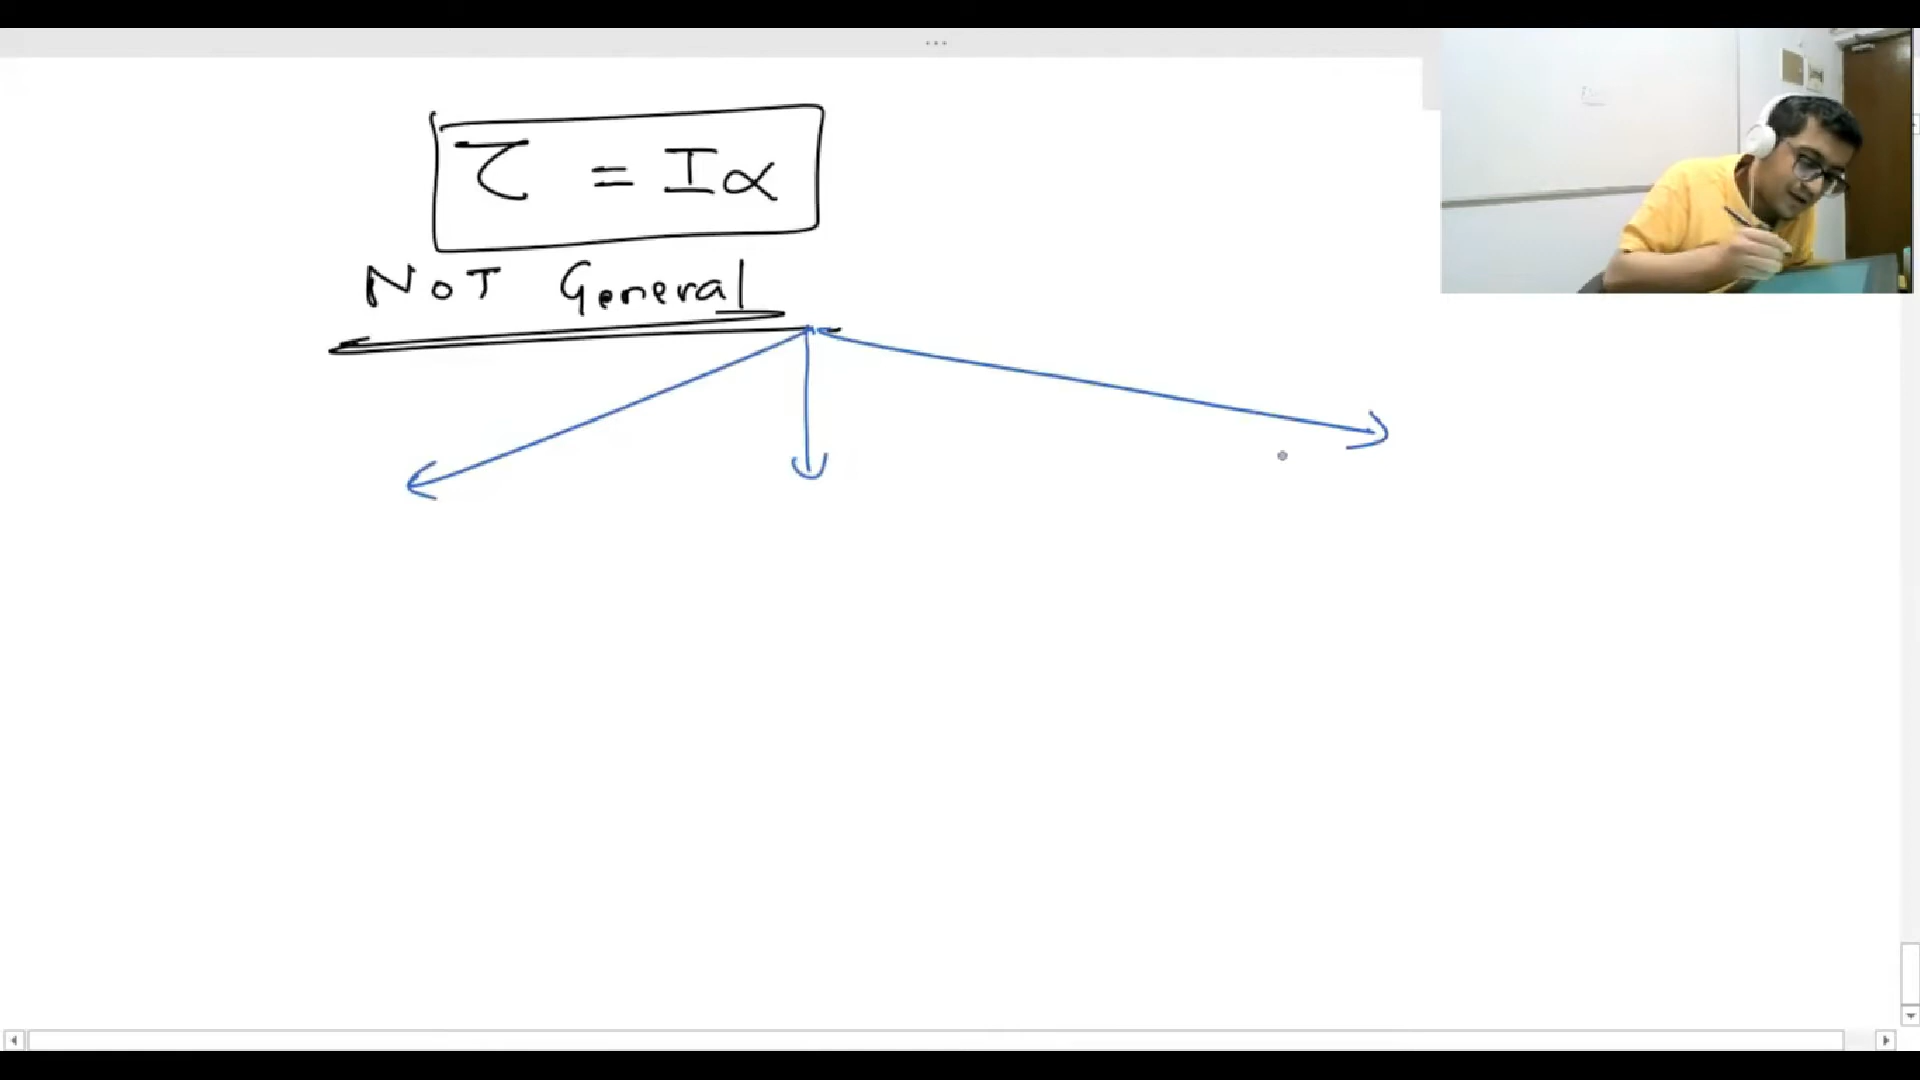 τ = Iα
NOT General